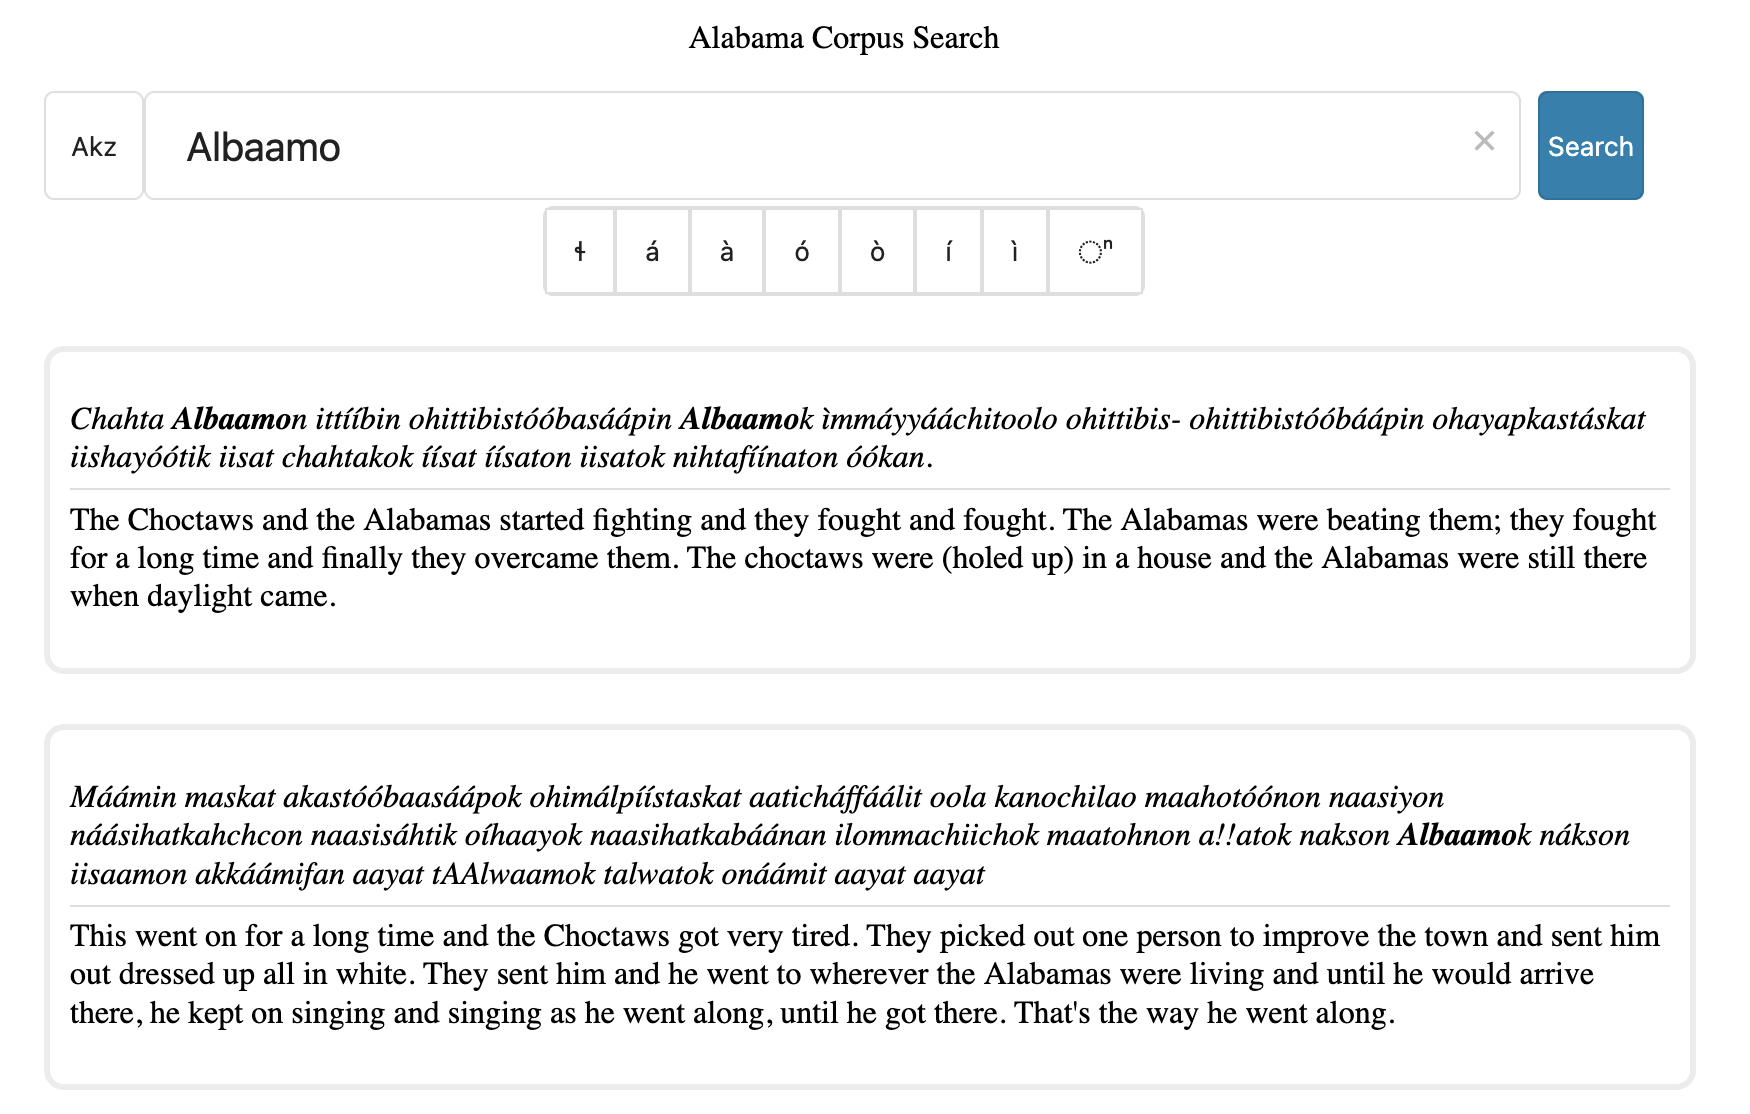 Alabama Corpus Search
Akz Albaamo × Search
ɬ á à ó ò í ì ◌ⁿ
Chahta Albaamon ittííbin ohittibistóóbasáápin Albaamok ìmmáyyááchitoolo ohittibis- ohittibistóóbáápin ohayapkastáskat
iishayóótik iisat chahtakok íísat íísaton iisatok nihtafíínaton óókan.
The Choctaws and the Alabamas started fighting and they fought and fought. The Alabamas were beating them; they fought
for a long time and finally they overcame them. The choctaws were (holed up) in a house and the Alabamas were still there
when daylight came.
Máámin maskat akastóóbaasáápok ohimálpíístaskat aaticháffáálit oola kanochilao maahotóónon naasiyon
náásihatkahchcon naasisáhtik oíhaayok naasihatkabáánan ilommachiichok maatohnon a!!atok nakson Albaamok nákson
iisaamon akkáámifan aayat tAAlwaamok talwatok onáámit aayat aayat
This went on for a long time and the Choctaws got very tired. They picked out one person to improve the town and sent him
out dressed up all in white. They sent him and he went to wherever the Alabamas were living and until he would arrive
there, he kept on singing and singing as he went along, until he got there. That's the way he went along.